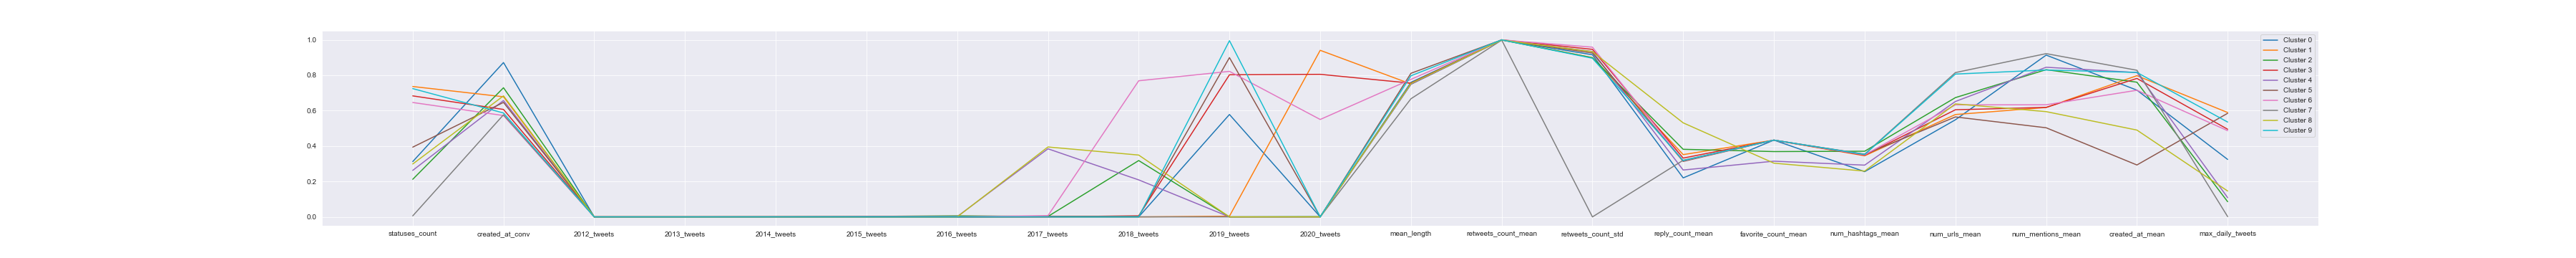 1.0
0.8
0.6
0.4
0.2
0.0
statuses_count
created_at_conv
2012_tweets
2013_tweets
2014_tweets
2015_tweets
2016_tweets
2017_tweets
2018_tweets
2019_tweets
2020_tweets
mean_length
retweets_count_mean
retweets_count_std
reply_count_mean
favorite_count_mean
num_hashtags_mean
num_urls_mean
num_mentions_mean
created_at_mean
max_daily_tweets
Cluster 0
Cluster 1
Cluster 2
Cluster 3
Cluster 4
Cluster 5
Cluster 6
Cluster 7
Cluster 8
Cluster 9